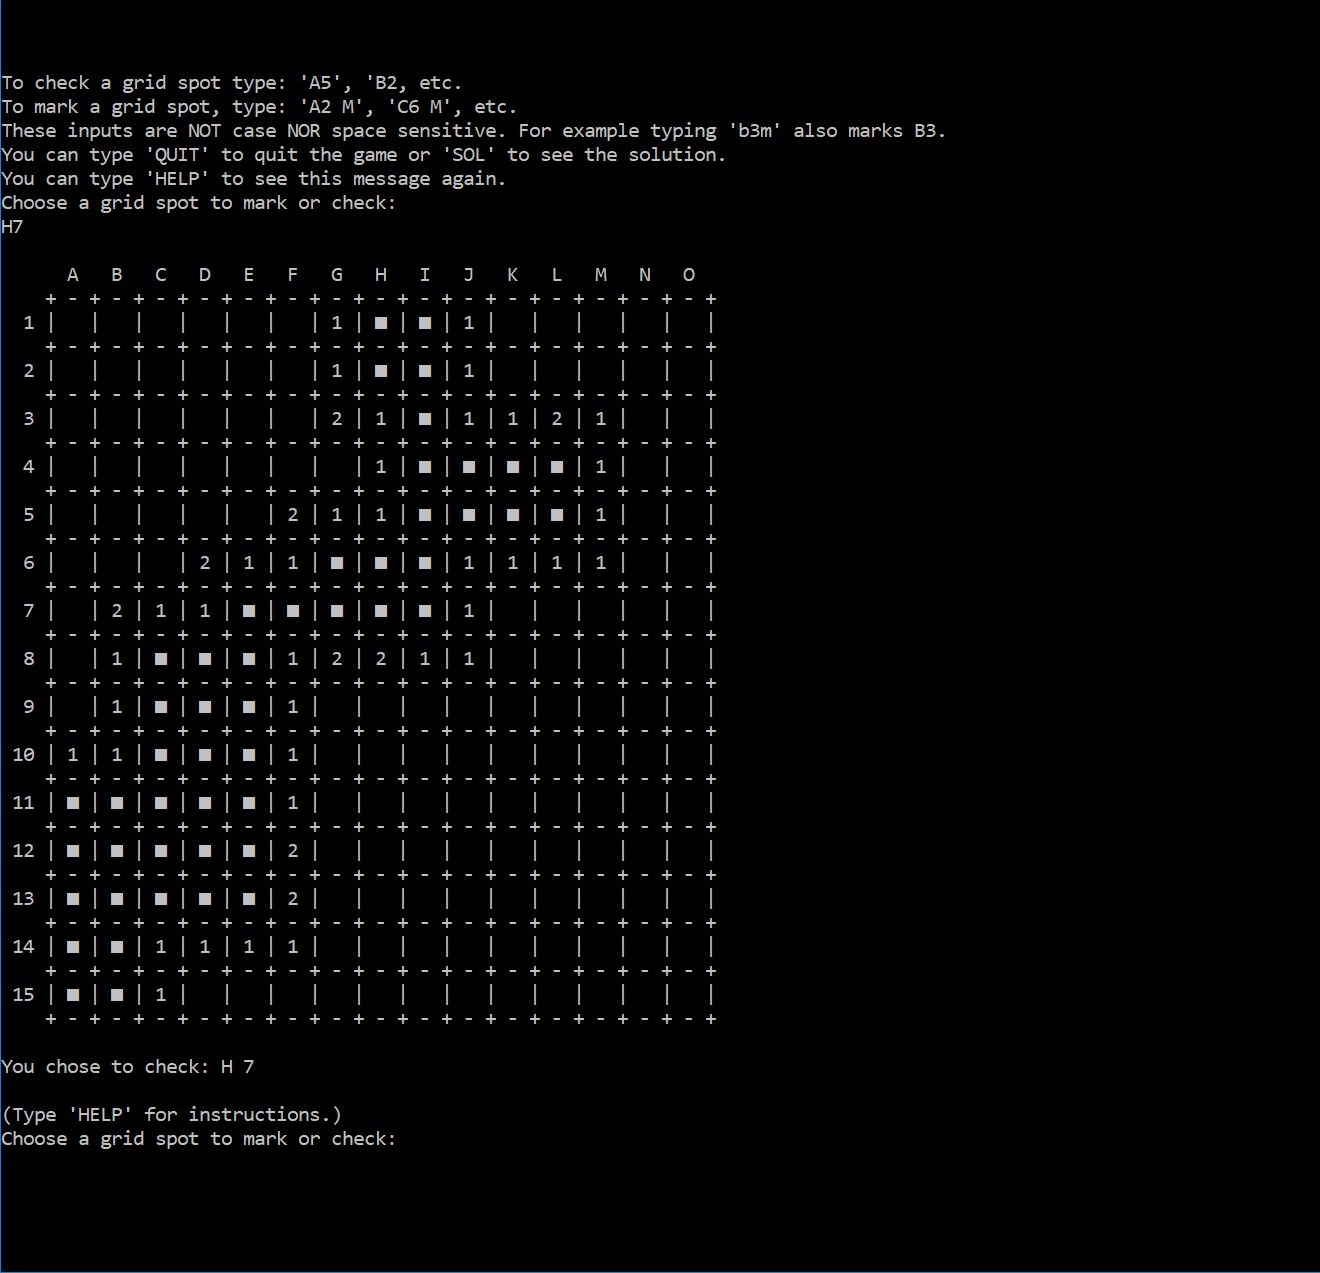 To check a grid spot type: 'A5', 'B2, etc.
To mark a grid spot, type: 'A2 M', 'C6 M', etc.
These inputs are NOT case NOR space sensitive. For example typing 'b3m' also marks B3.
You can type 'QUIT' to quit the game or 'SOL' to see the solution.
You can type 'HELP' to see this message again.
Choose a grid spot to mark or check:
H7
    A   B   C   D   E   F   G   H   I   J   K   L   M   N   O
  + - + - + - + - + - + - + - + - + - + - + - + - + - + - + - +
1 |   |   |   |   |   |   | 1 | ■ | ■ | 1 |   |   |   |   |   |
  + - + - + - + - + - + - + - + - + - + - + - + - + - + - + - +
2 |   |   |   |   |   |   | 1 | ■ | ■ | 1 |   |   |   |   |   |
  + - + - + - + - + - + - + - + - + - + - + - + - + - + - + - +
3 |   |   |   |   |   |   | 2 | 1 | ■ | 1 | 1 | 2 | 1 |   |   |
  + - + - + - + - + - + - + - + - + - + - + - + - + - + - + - +
4 |   |   |   |   |   |   |   | 1 | ■ | ■ | ■ | ■ | 1 |   |   |
  + - + - + - + - + - + - + - + - + - + - + - + - + - + - + - +
5 |   |   |   |   |   | 2 | 1 | 1 | ■ | ■ | ■ | ■ | 1 |   |   |
  + - + - + - + - + - + - + - + - + - + - + - + - + - + - + - +
6 |   |   |   | 2 | 1 | 1 | ■ | ■ | ■ | 1 | 1 | 1 | 1 |   |   |
  + - + - + - + - + - + - + - + - + - + - + - + - + - + - + - +
7 |   | 2 | 1 | 1 | ■ | ■ | ■ | ■ | ■ | 1 |   |   |   |   |   |
  + - + - + - + - + - + - + - + - + - + - + - + - + - + - + - +
8 |   | 1 | ■ | ■ | ■ | 1 | 2 | 2 | 1 | 1 |   |   |   |   |   |
  + - + - + - + - + - + - + - + - + - + - + - + - + - + - + - +
9 |   | 1 | ■ | ■ | ■ | 1 |   |   |   |   |   |   |   |   |   |
  + - + - + - + - + - + - + - + - + - + - + - + - + - + - + - +
10 | 1 | 1 | ■ | ■ | ■ | 1 |   |   |   |   |   |   |   |   |   |
  + - + - + - + - + - + - + - + - + - + - + - + - + - + - + - +
11 | ■ | ■ | ■ | ■ | ■ | 1 |   |   |   |   |   |   |   |   |   |
  + - + - + - + - + - + - + - + - + - + - + - + - + - + - + - +
12 | ■ | ■ | ■ | ■ | ■ | 2 |   |   |   |   |   |   |   |   |   |
  + - + - + - + - + - + - + - + - + - + - + - + - + - + - + - +
13 | ■ | ■ | ■ | ■ | ■ | 2 |   |   |   |   |   |   |   |   |   |
  + - + - + - + - + - + - + - + - + - + - + - + - + - + - + - +
14 | ■ | ■ | 1 | 1 | 1 | 1 |   |   |   |   |   |   |   |   |   |
  + - + - + - + - + - + - + - + - + - + - + - + - + - + - + - +
15 | ■ | ■ | 1 |   |   |   |   |   |   |   |   |   |   |   |   |
  + - + - + - + - + - + - + - + - + - + - + - + - + - + - + - +
You chose to check: H 7
(Type 'HELP' for instructions.)
Choose a grid spot to mark or check: